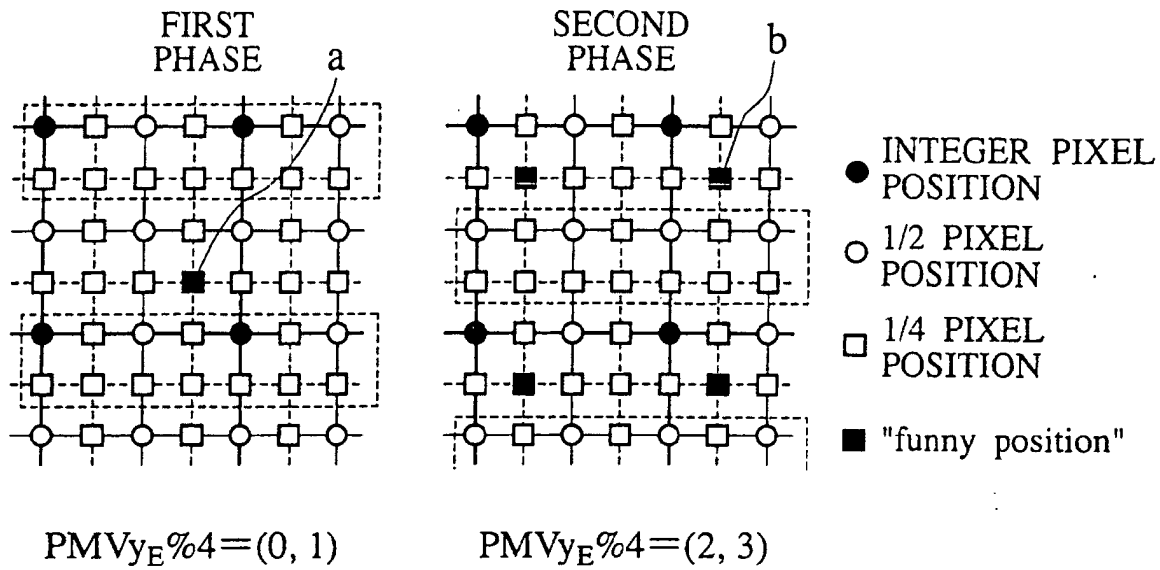 FIRST
PHASE
a
SECOND
PHASE
b
INTEGER PIXEL
POSITION
1/2 PIXEL
POSITION
1/4 PIXEL
POSITION
"funny position"
PMVyE%4=(0, 1)
PMVyE%4=(2, 3)